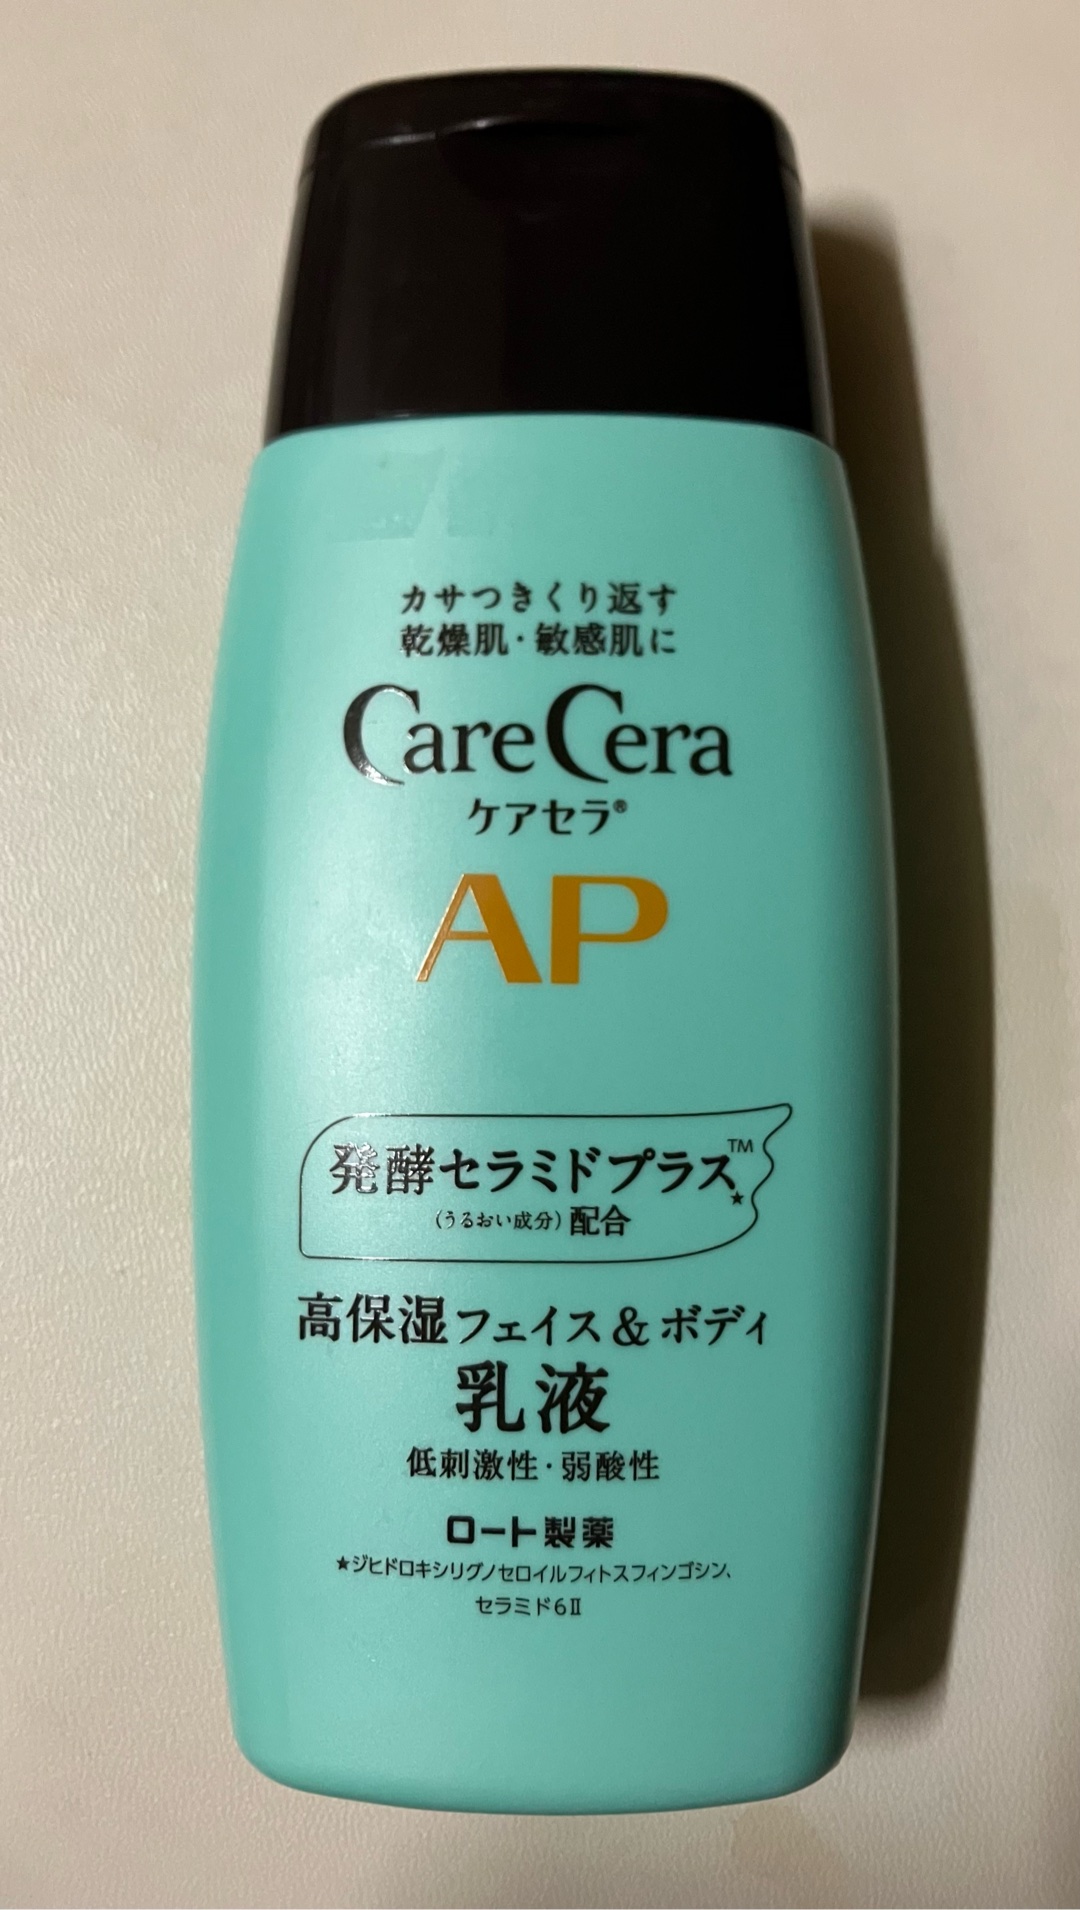 カサつきくり返す
乾燥肌・敏感肌に
CareCera
ケアセラ®
AP
発酵セラミドプラス™★
(うるおい成分)配合
高保湿フェイス&ボディ
乳液
低刺激性・弱酸性
ロート製薬
★ジヒドロキシリグノセロイルフィトスフィンゴシン、
セラミド6Ⅱ